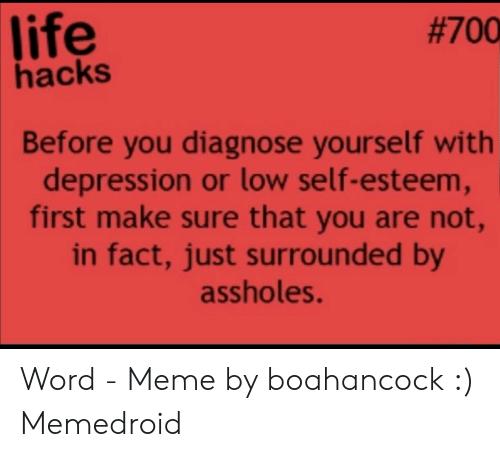 life #700
hacks
Before you diagnose yourself with
depression or low self-esteem,
first make sure that you are not,
in fact, just surrounded by
assholes.
Word - Meme by boahancock :)
Memedroid